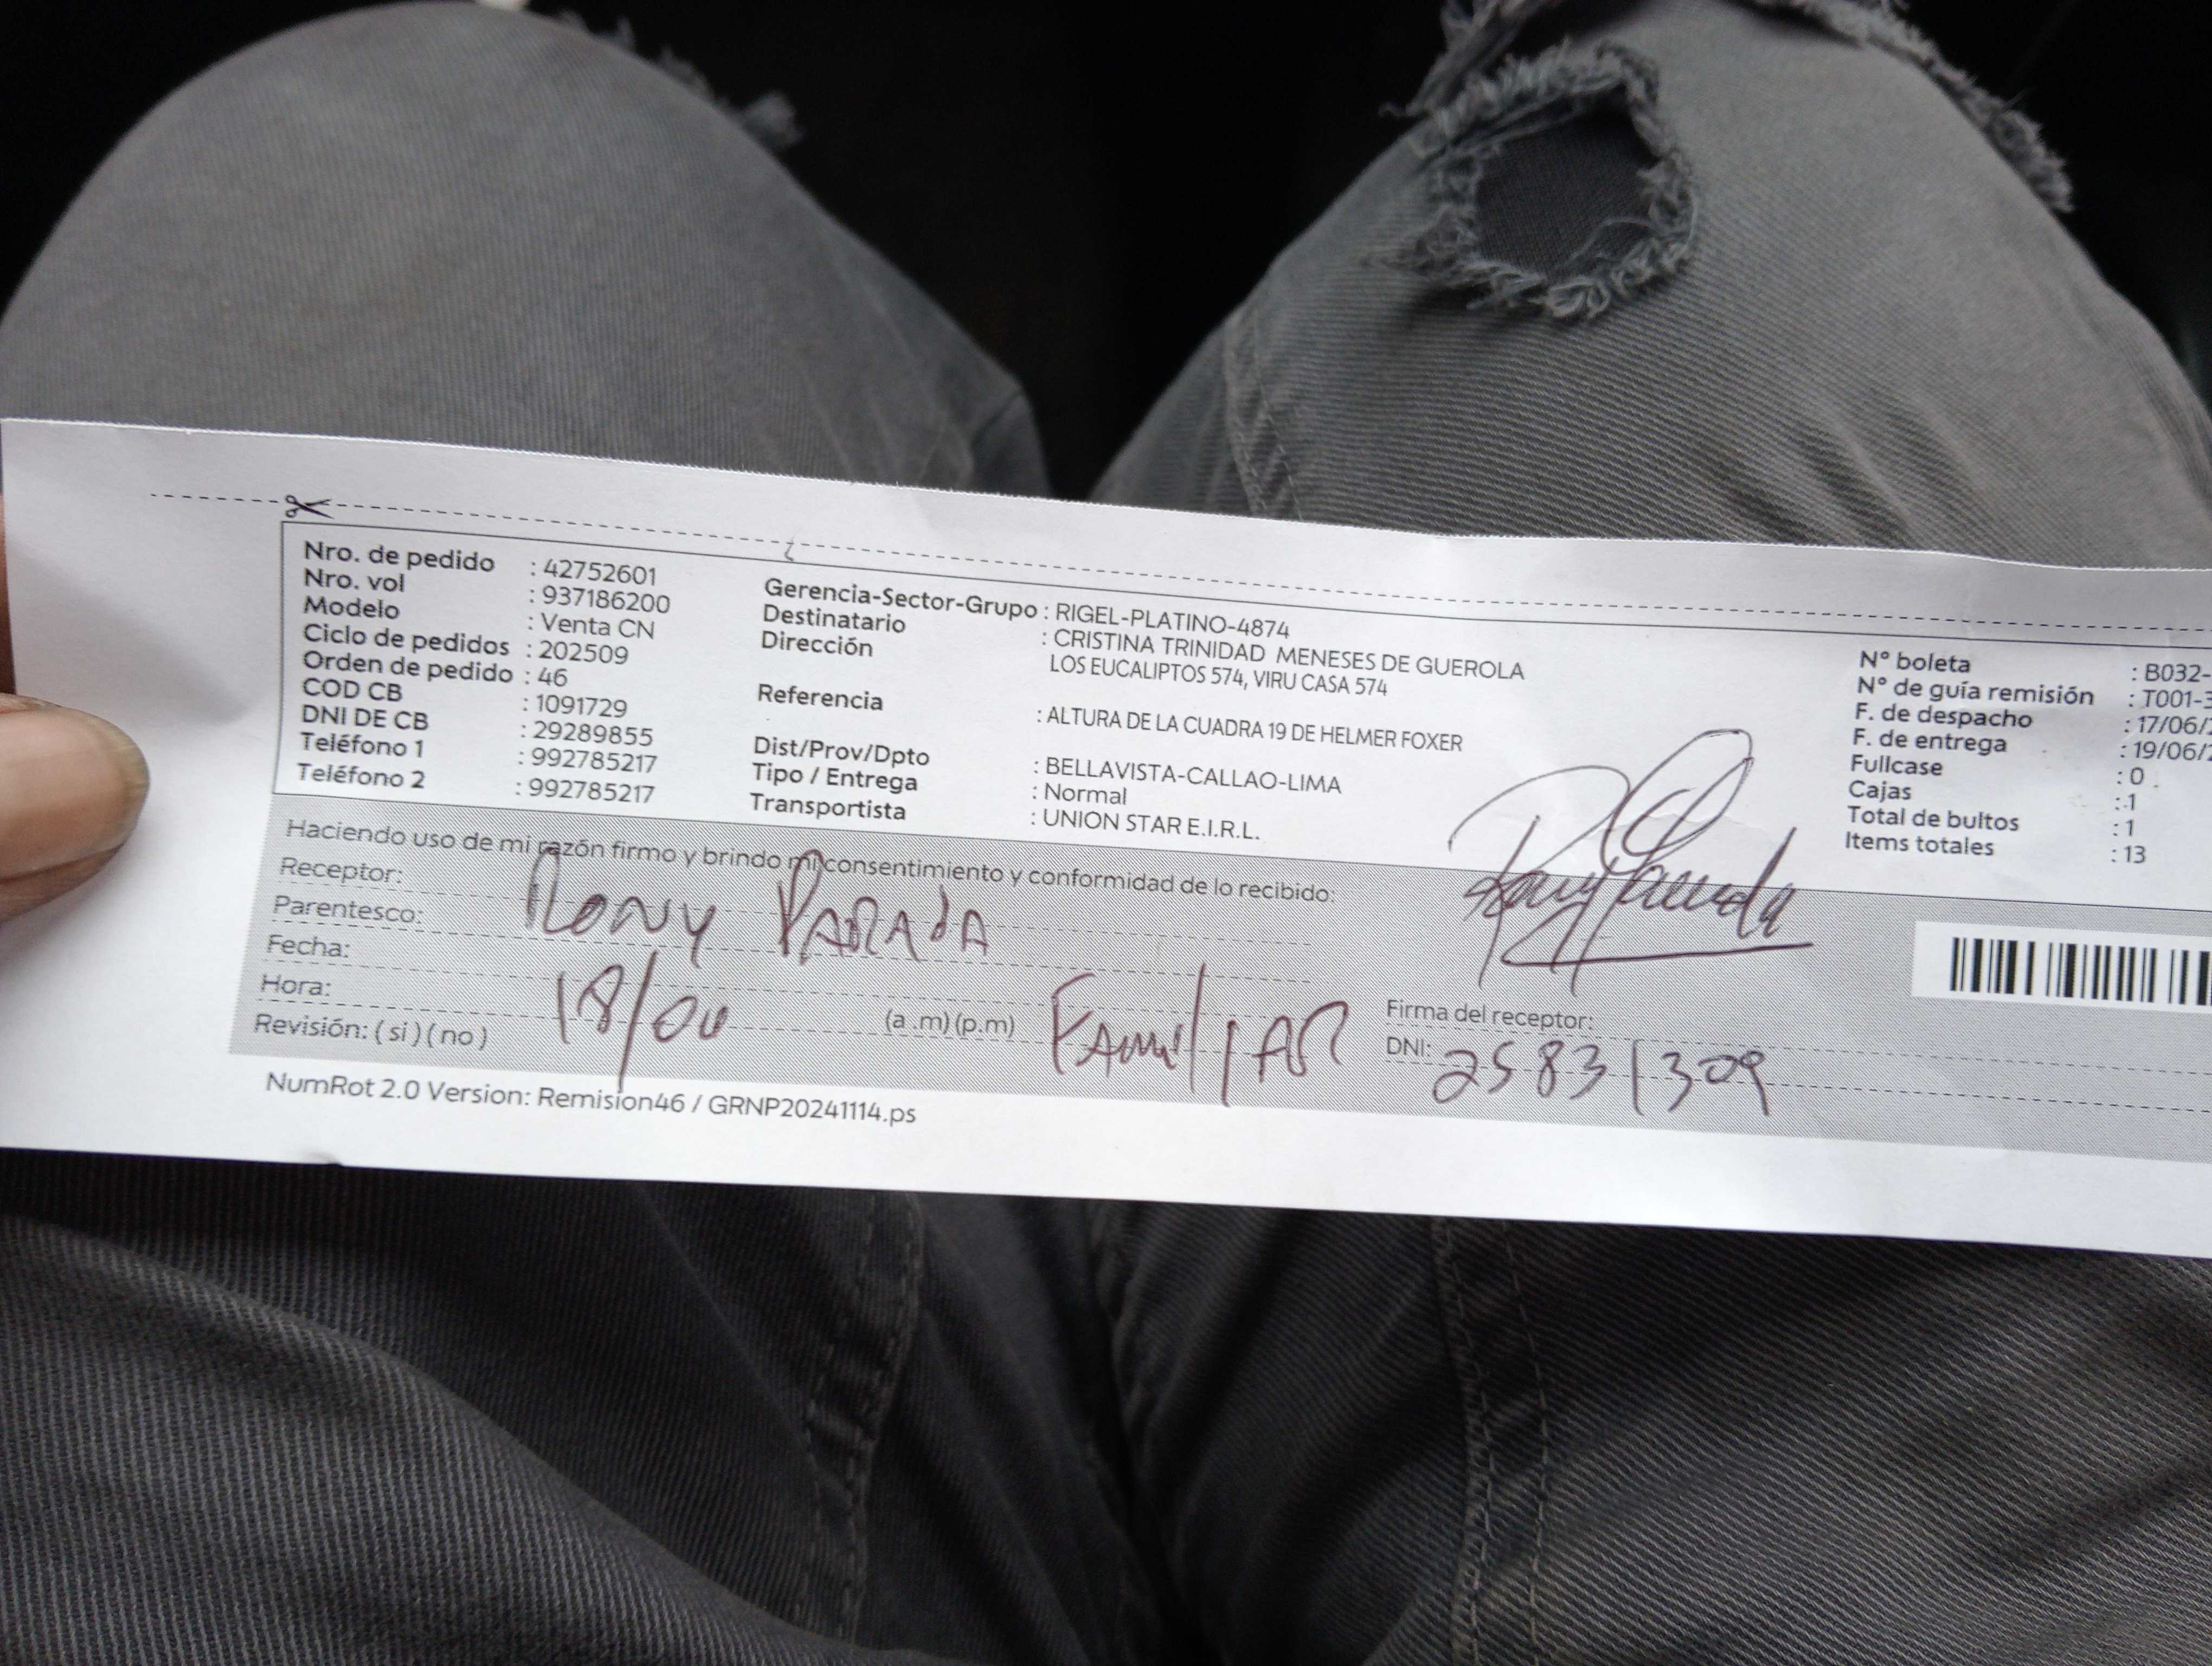 Nro. de pedido : 42752601
Nro. vol : 937186200
Modelo : Venta CN
Ciclo de pedidos : 202509
Orden de pedido : 46
COD CB : 1091729
DNI DE CB : 29289855
Teléfono 1 : 992785217
Teléfono 2 : 992785217
Gerencia-Sector-Grupo : RIGEL-PLATINO-4874
Destinatario : CRISTINA TRINIDAD MENESES DE GUEROLA
Dirección LOS EUCALIPTOS 574, VIRU CASA 574
Referencia : ALTURA DE LA CUADRA 19 DE HELMER FOXER
Dist/Prov/Dpto : BELLAVISTA-CALLAO-LIMA
Tipo / Entrega : Normal
Transportista : UNION STAR E.I.R.L.
N° boleta : B032-
N° de guía remisión : T001-3
F. de despacho : 17/06/2
F. de entrega : 19/06/2
Fullcase : 0
Cajas : 1
Total de bultos : 1
Items totales : 13
Haciendo uso de mi razón firmo y brindo mi consentimiento y conformidad de lo recibido:
Receptor: Rony PARADA
Parentesco:
Fecha:
Hora: 18/06 (a.m)(p.m) FAmiliAR
Revisión: ( si ) ( no )
Firma del receptor:
DNI: 25831309
NumRot 2.0 Version: Remision46 / GRNP20241114.ps